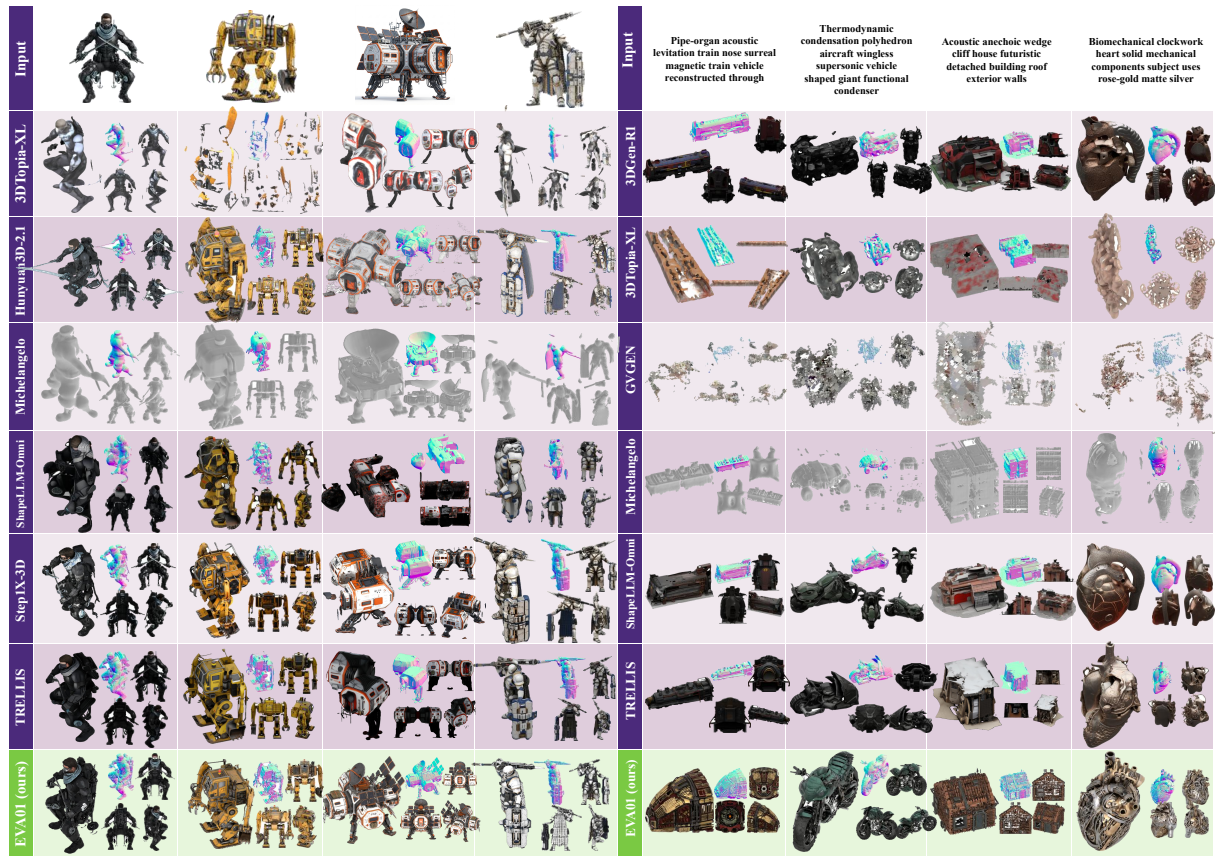 Input
3DTopia-XL
Hunyuan3D-2.1
Michelangelo
ShapeLLM-Omni
Step1X-3D
TRELLIS
EVA01 (ours)
Input
Pipe-organ acoustic
levitation train nose surreal
magnetic train vehicle
reconstructed through
Thermodynamic
condensation polyhedron
aircraft wingless
supersonic vehicle
shaped giant functional
condenser
Acoustic anechoic wedge
cliff house futuristic
detached building roof
exterior walls
Biomechanical clockwork
heart solid mechanical
components subject uses
rose-gold matte silver
3DGen-R1
3DTopia-XL
GVGEN
Michelangelo
ShapeLLM-Omni
TRELLIS
EVA01 (ours)